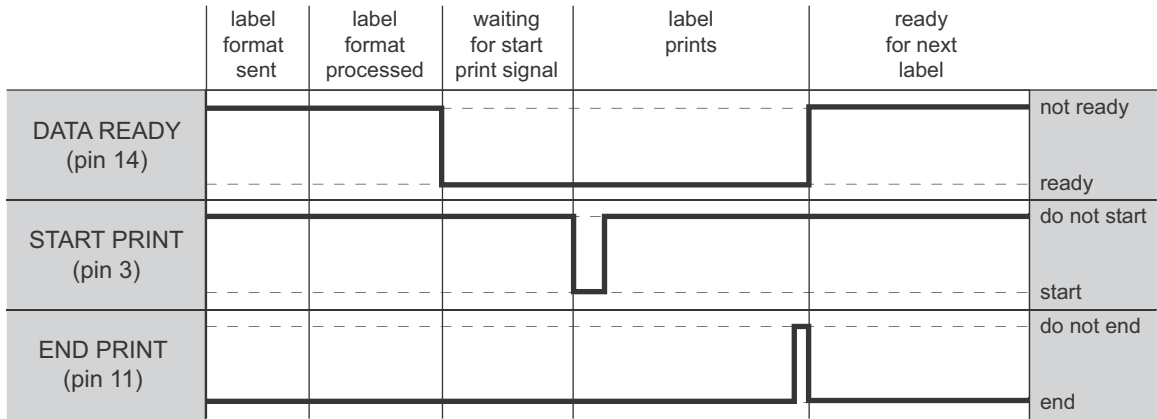 label
format
sent
label
format
processed
waiting
for start
print signal
label
prints
ready
for next
label
DATA READY
(pin 14)
not ready
ready
START PRINT
(pin 3)
do not start
start
END PRINT
(pin 11)
do not end
end